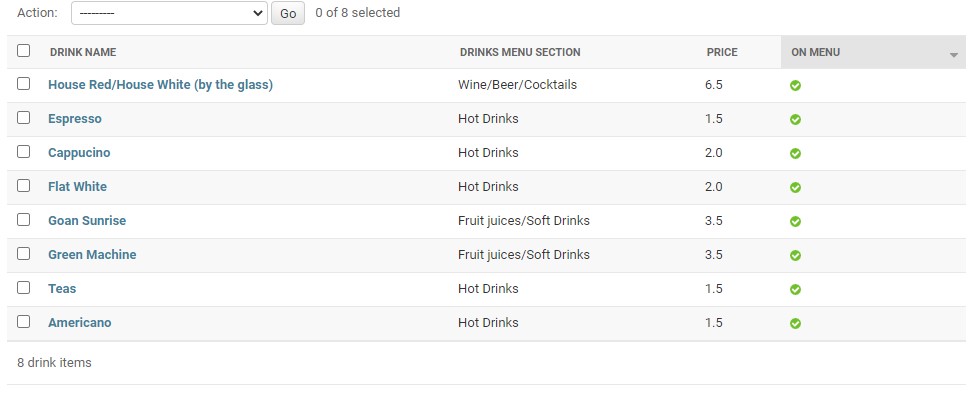 Action: --------- Go 0 of 8 selected
DRINK NAME DRINKS MENU SECTION PRICE ON MENU
House Red/House White (by the glass) Wine/Beer/Cocktails 6.5
Espresso Hot Drinks 1.5
Cappucino Hot Drinks 2.0
Flat White Hot Drinks 2.0
Goan Sunrise Fruit juices/Soft Drinks 3.5
Green Machine Fruit juices/Soft Drinks 3.5
Teas Hot Drinks 1.5
Americano Hot Drinks 1.5
8 drink items